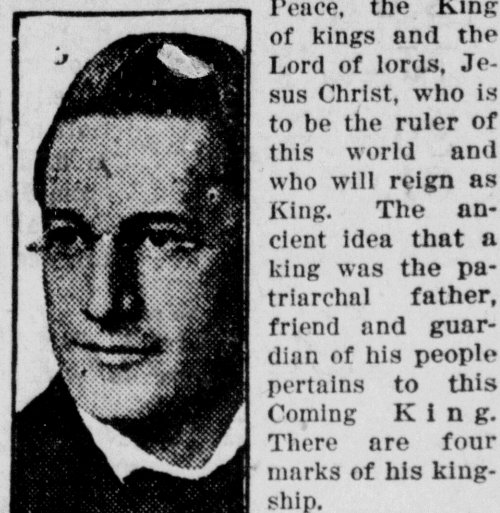 Peace, the King
of kings and the
Lord of lords, Je-
sus Christ, who is
to be the ruler of
this world and
who will reign as
King. The an-
cient idea that a
king was the pa-
triarchal father,
friend and guar-
dian of his people
pertains to this
Coming King.
There are four
marks of his king-
ship.